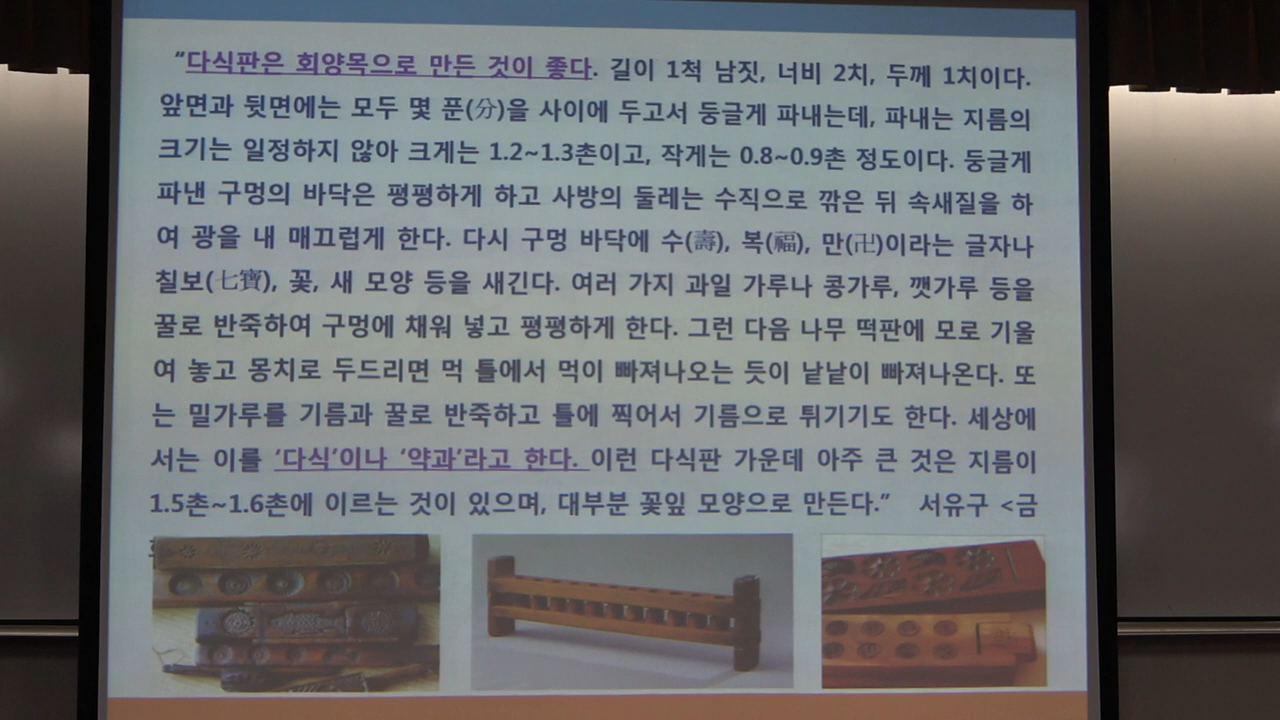 “다식판은 회양목으로 만든 것이 좋다. 길이 1척 남짓, 너비 2치, 두께 1치이다.
앞면과 뒷면에는 모두 몇 푼(分)을 사이에 두고서 둥글게 파내는데, 파내는 지름의
크기는 일정하지 않아 크게는 1.2~1.3촌이고, 작게는 0.8~0.9촌 정도이다. 둥글게
파낸 구멍의 바닥은 평평하게 하고 사방의 둘레는 수직으로 깎은 뒤 속새질을 하
여 광을 내 매끄럽게 한다. 다시 구멍 바닥에 수(壽), 복(福), 만(卍)이라는 글자나
칠보(七寶), 꽃, 새 모양 등을 새긴다. 여러 가지 과일 가루나 콩가루, 깻가루 등을
꿀로 반죽하여 구멍에 채워 넣고 평평하게 한다. 그런 다음 나무 떡판에 모로 기울
여 놓고 몽치로 두드리면 먹 틀에서 먹이 빠져나오는 듯이 낱낱이 빠져나온다. 또
는 밀가루를 기름과 꿀로 반죽하고 틀에 찍어서 기름으로 튀기기도 한다. 세상에
서는 이를 ‘다식’이나 ‘약과’라고 한다. 이런 다식판 가운데 아주 큰 것은 지름이
1.5촌~1.6촌에 이르는 것이 있으며, 대부분 꽃잎 모양으로 만든다.” 서유구 <금